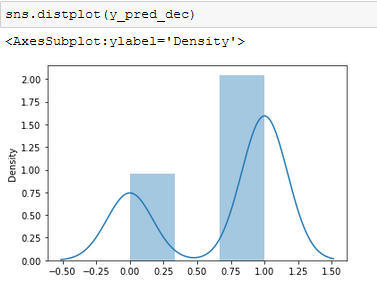 sns.distplot(y_pred_dec)
<AxesSubplot:ylabel='Density'>
2.00
1.75
1.50
1.25
1.00
0.75
0.50
0.25
0.00
Density
−0.50 −0.25 0.00 0.25 0.50 0.75 1.00 1.25 1.50